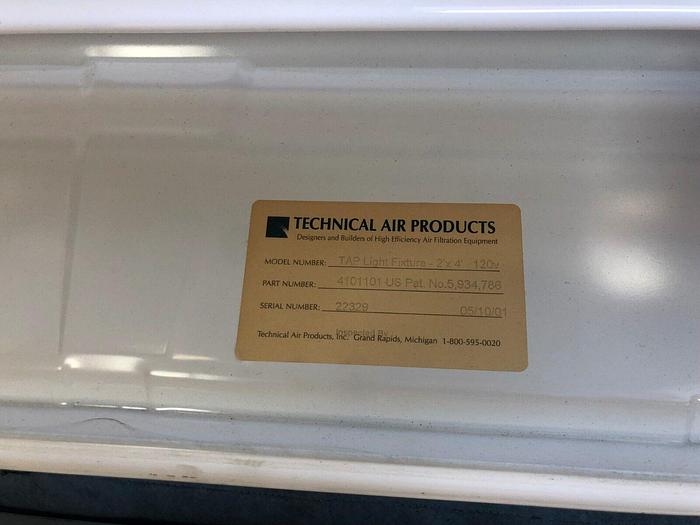 TECHNICAL AIR PRODUCTS
Designers and Builders of High Efficiency Air Filtration Equipment
MODEL NUMBER: TAP Light Fixture - 2'x 4' - 120v
PART NUMBER: 4101101 US Pat. No.5,934,786
SERIAL NUMBER: 22329 05/10/01
Inspected By
Technical Air Products, Inc. Grand Rapids, Michigan 1-800-595-0020